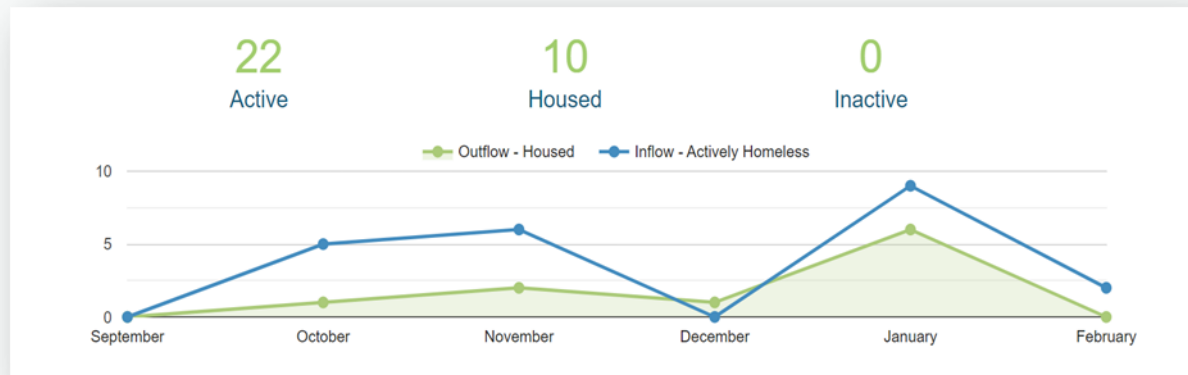 22 10 0
Active Housed Inactive
Outflow - Housed Inflow - Actively Homeless
10
5
0
September October November December January February